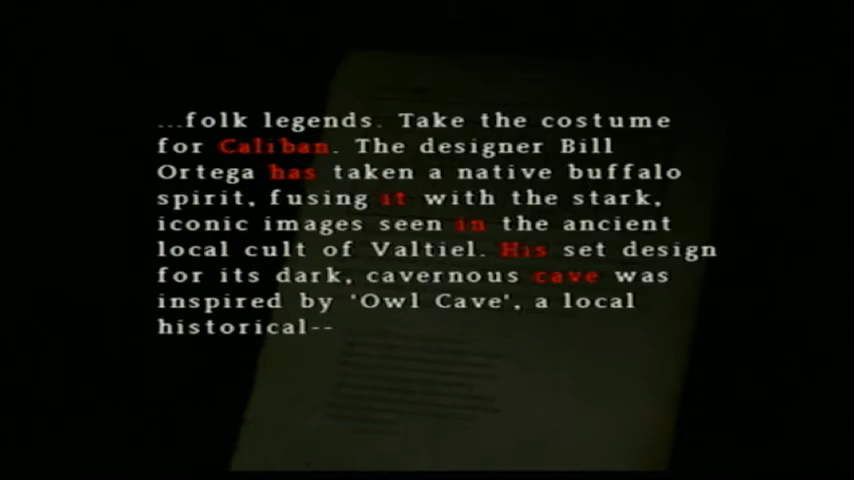 ...folk legends. Take the costume
for Caliban. The designer Bill
Ortega has taken a native buffalo
spirit, fusing it with the stark,
iconic images seen in the ancient
local cult of Valtiel. His set design
for its dark, cavernous cave was
inspired by 'Owl Cave', a local
historical--